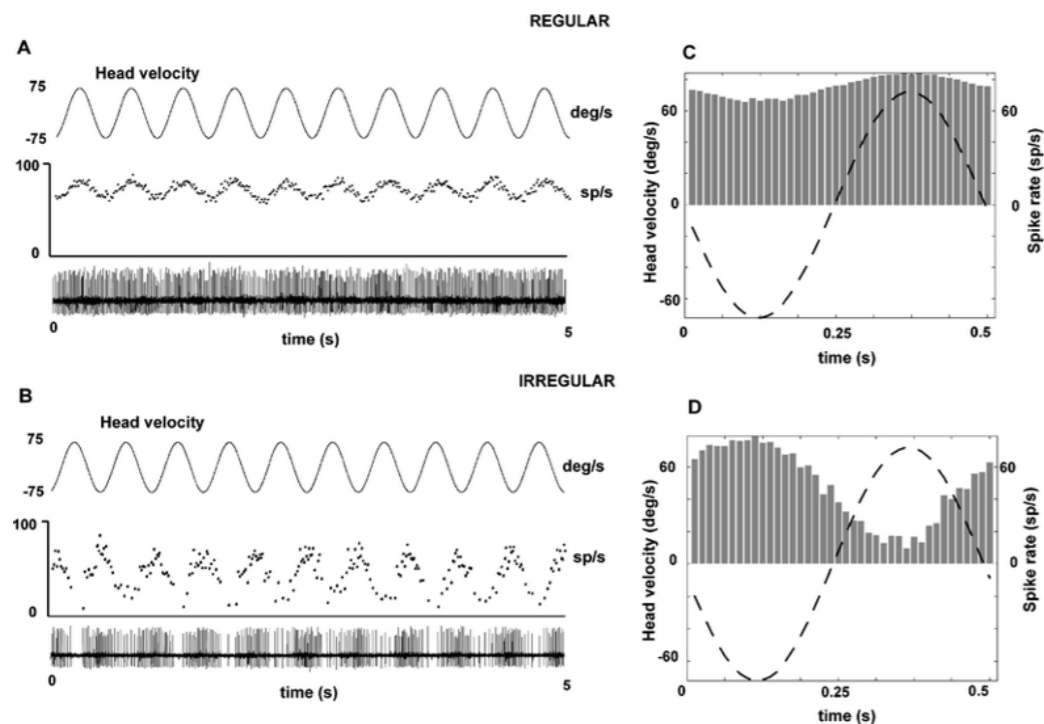 REGULAR
A
Head velocity
75
deg/s
-75
100
sp/s
0
0
5
time (s)
C
Head velocity (deg/s)
60
0
-60
60
0
Spike rate (sp/s)
0
0.25
0.5
time (s)
IRREGULAR
B
Head velocity
75
deg/s
-75
100
sp/s
0
0
5
time (s)
D
Head velocity (deg/s)
60
0
-60
60
0
Spike rate (sp/s)
0
0.25
0.5
time (s)